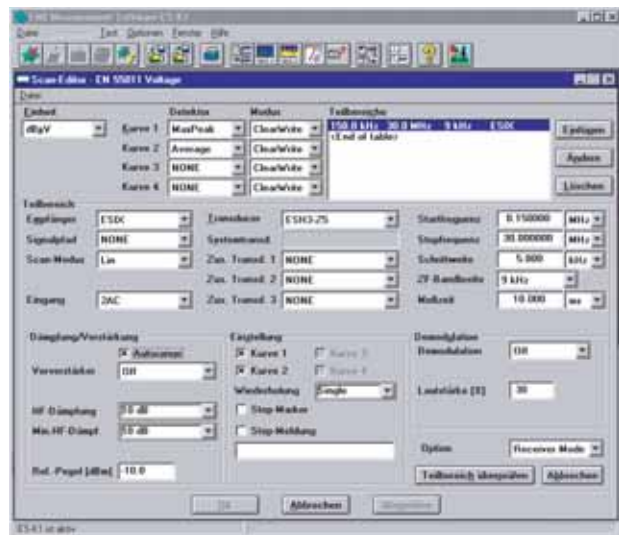 EMI Measurement Software ES-K1
Datei Test Optionen Fenster Hilfe
Scan-Editor - EN 55011 Voltage
Datei
Einheit Detektor Modus Teilbereiche
dBµV Kurve 1 MaxPeak ClearWrite 150.0 kHz 30.0 MHz 9 kHz ESIX Einfügen
Kurve 2 Average ClearWrite <End of table> Ändern
Kurve 3 NONE ClearWrite
Kurve 4 NONE ClearWrite Löschen
Teilbereich
Empfänger ESIX Transducer ESH3-Z5 Startfrequenz 0.150000 MHz
Signalpfad NONE Systemtransd. Stopfrequenz 30.000000 MHz
Scan-Modus Lin Zus. Transd. 1 NONE Schrittweite 5.000 kHz
Zus. Transd. 2 NONE ZF-Bandbreite 9 kHz
Eingang 2AC Zus. Transd. 3 NONE Meßzeit 10.000 ms
Dämpfung/Verstärkung Einstellung Demodulation
Autorange Kurve 1 Kurve 3 Demodulation Off
Vorverstärker Off Kurve 2 Kurve 4
Wiederholung Single Lautstärke [%] 30
HF-Dämpfung 10 dB Stop-Marker
Min.HF-Dämpf. 10 dB Stop-Meldung
Option Receiver Mode
Ref.-Pegel [dBm] -10.0 Teilbereich überprüfen Abbrechen
Ok Abbrechen
ES-K1 ist aktiv